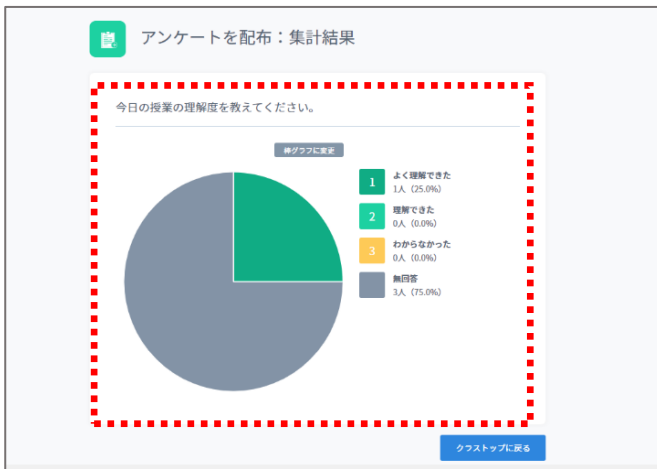 アンケートを配布：集計結果
今日の授業の理解度を教えてください。
棒グラフに変更
1 よく理解できた
1人（25.0%）
2 理解できた
0人（0.0%）
3 わからなかった
0人（0.0%）
無回答
3人（75.0%）
クラストップに戻る